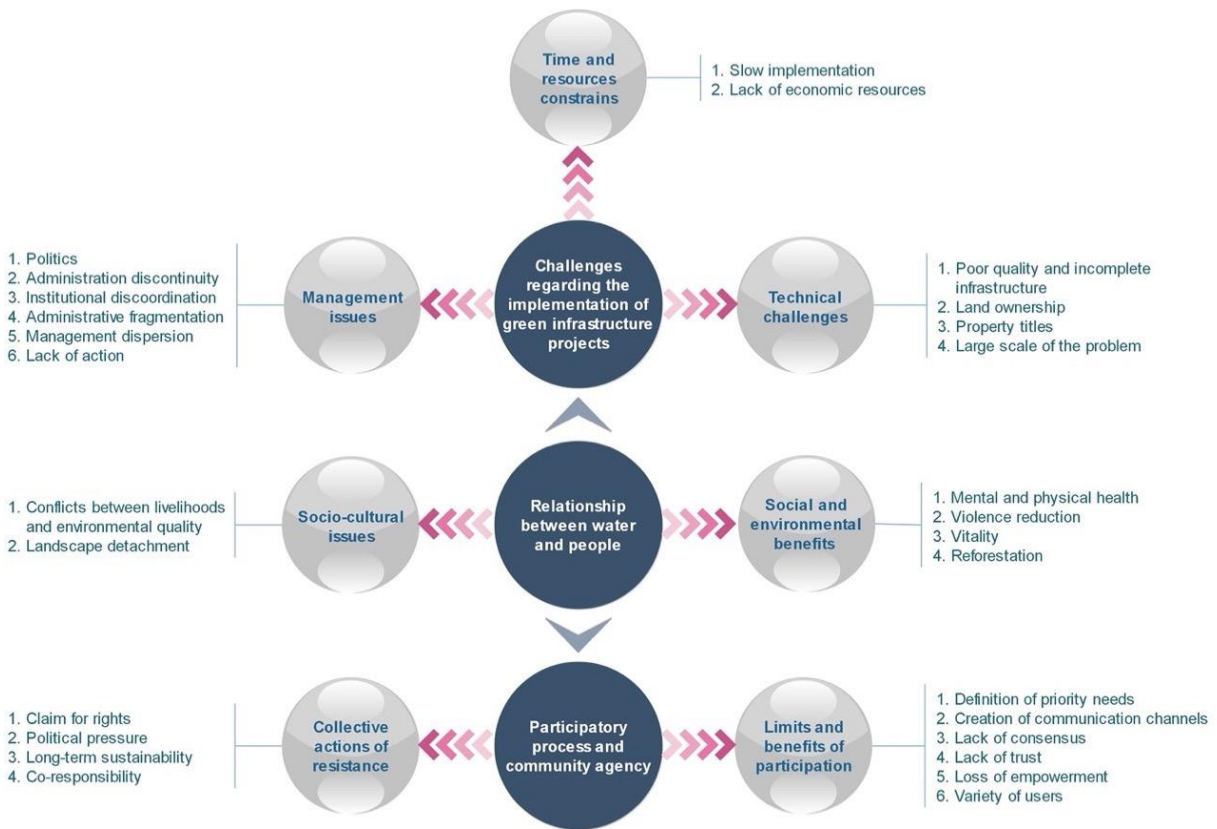 Time and
resources
constrains
1. Slow implementation
2. Lack of economic resources
1. Politics
2. Administration discontinuity
3. Institutional discoordination
4. Administrative fragmentation
5. Management dispersion
6. Lack of action
Management
issues
Challenges
regarding the
implementation of
green infrastructure
projects
Technical
challenges
1. Poor quality and incomplete
infrastructure
2. Land ownership
3. Property titles
4. Large scale of the problem
1. Conflicts between livelihoods
and environmental quality
2. Landscape detachment
Socio-cultural
issues
Relationship
between water
and people
Social and
environmental
benefits
1. Mental and physical health
2. Violence reduction
3. Vitality
4. Reforestation
1. Claim for rights
2. Political pressure
3. Long-term sustainability
4. Co-responsibility
Collective
actions of
resistance
Participatory
process and
community agency
Limits and
benefits of
participation
1. Definition of priority needs
2. Creation of communication channels
3. Lack of consensus
4. Lack of trust
5. Loss of empowerment
6. Variety of users